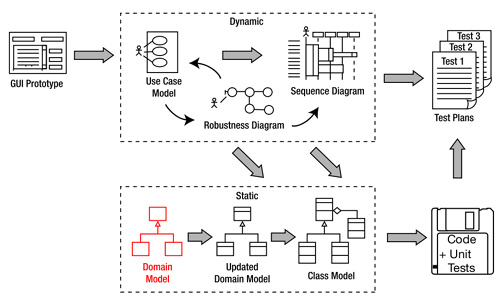 Dynamic
GUI Prototype
Use Case
Model
Robustness Diagram
Sequence Diagram
Test 3
Test 2
Test 1
Test Plans
Static
Domain
Model
Updated
Domain Model
Class Model
Code
+ Unit
Tests